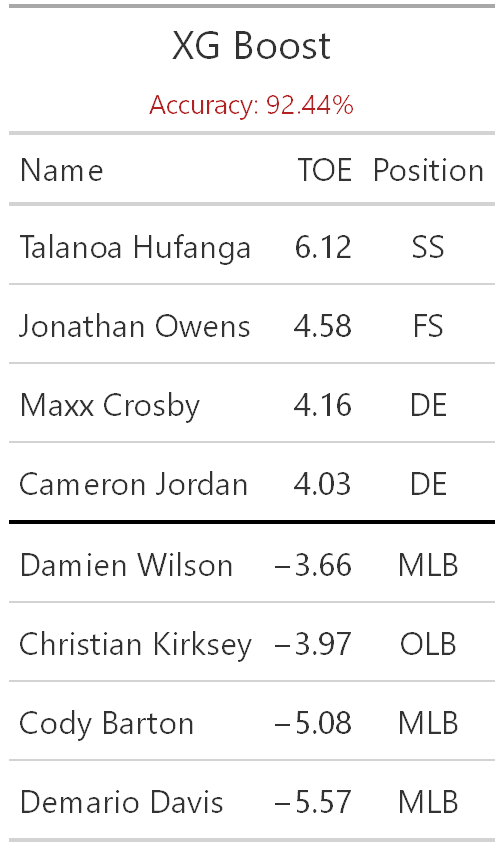 XG Boost
Accuracy: 92.44%
Name TOE Position
Talanoa Hufanga 6.12 SS
Jonathan Owens 4.58 FS
Maxx Crosby 4.16 DE
Cameron Jordan 4.03 DE
Damien Wilson −3.66 MLB
Christian Kirksey −3.97 OLB
Cody Barton −5.08 MLB
Demario Davis −5.57 MLB